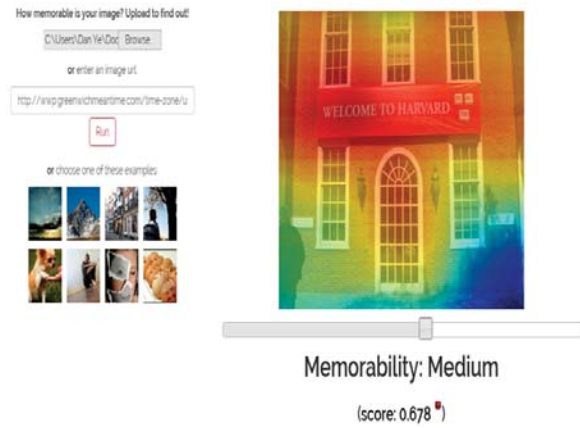 How memorable is your image? Upload to find out!
C:\Users\Dan Ye\Doc Browse...
or enter an image url:
http://wwp.greenwichmeantime.com/time-zone/u
Run
or choose one of these examples:
WELCOME TO HARVARD
Memorability: Medium
(score: 0.678 )